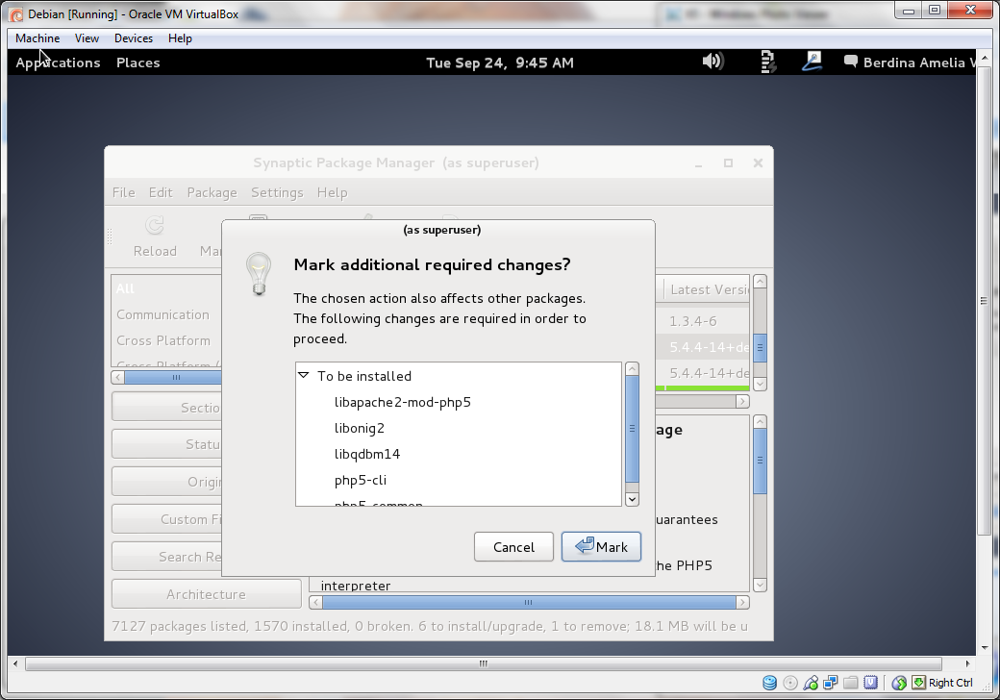 Debian [Running] - Oracle VM VirtualBox
Machine View Devices Help
Applications Places Tue Sep 24, 9:45 AM Berdina Amelia
Synaptic Package Manager (as superuser)
File Edit Package Settings Help
Reload
(as superuser)
Mark additional required changes?
The chosen action also affects other packages.
The following changes are required in order to
proceed.
To be installed
libapache2-mod-php5
libonig2
libqdbm14
php5-cli
php5-common
Cancel Mark
All
Communication
Cross Platform
Latest Versi
1.3.4-6
5.4.4-14+de
5.4.4-14+de
Sectio
Statu
Origi
Custom Fi
Search Re
Architecture
age
uarantees
he PHP5
interpreter
7127 packages listed, 1570 installed, 0 broken. 6 to install/upgrade, 1 to remove; 18.1 MB will be u
Right Ctrl